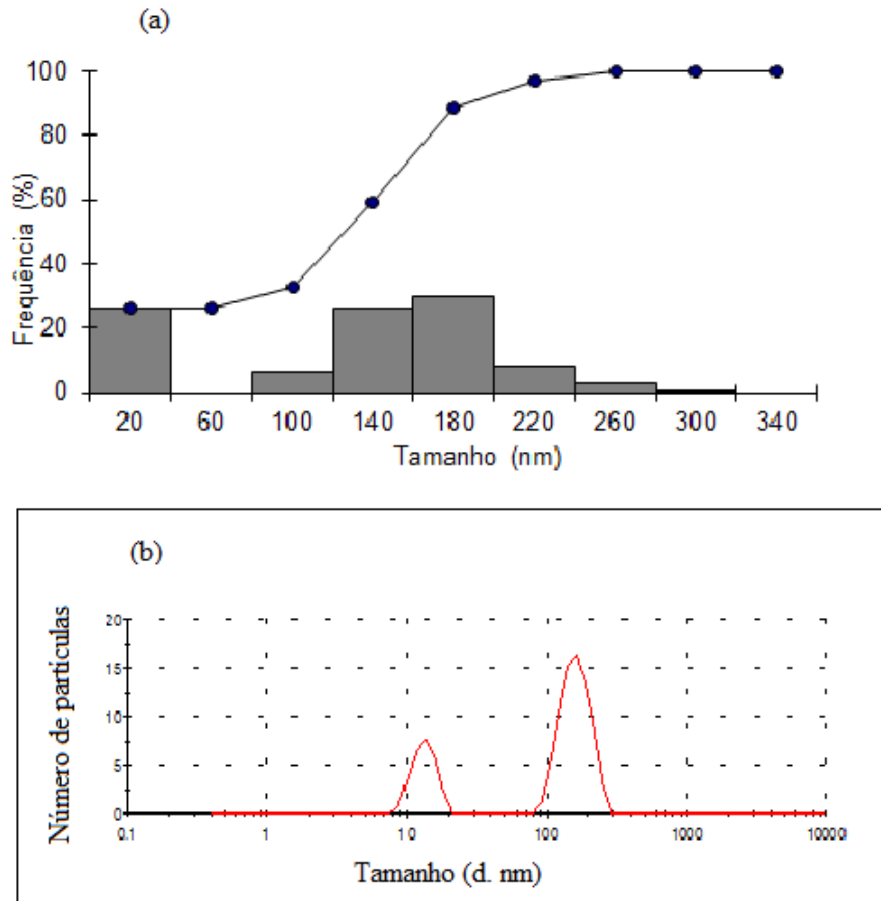 (a)
Frequência (%)
100
80
60
40
20
0
20 60 100 140 180 220 260 300 340
Tamanho (nm)
(b)
Número de partículas
20
15
10
5
0
0.1 1 10 100 1000
Tamanho (d. nm)